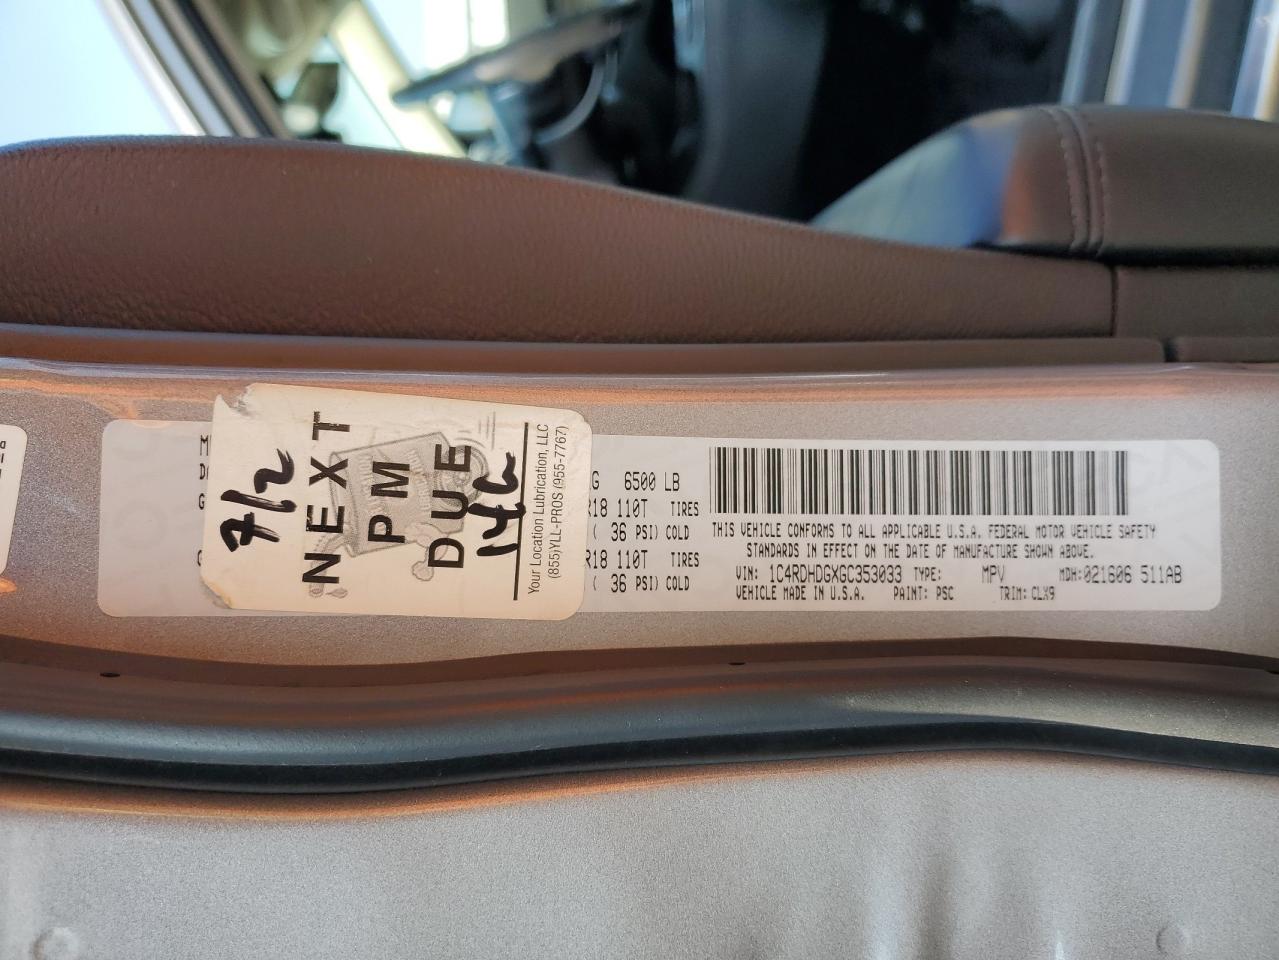 NEXT
PM
DUE
Your Location Lubrication, LLC
(855)YLL-PROS (955-7767)
G 6500 LB
R18 110T TIRES
( 36 PSI) COLD
R18 110T TIRES
( 36 PSI) COLD
THIS VEHICLE CONFORMS TO ALL APPLICABLE U.S.A. FEDERAL MOTOR VEHICLE SAFETY
STANDARDS IN EFFECT ON THE DATE OF MANUFACTURE SHOWN ABOVE.
VIN: 1C4RDHDGXGC353033 TYPE: MPV MDH: 021606 511AB
VEHICLE MADE IN U.S.A. PAINT: PSC TRIM: CLX9